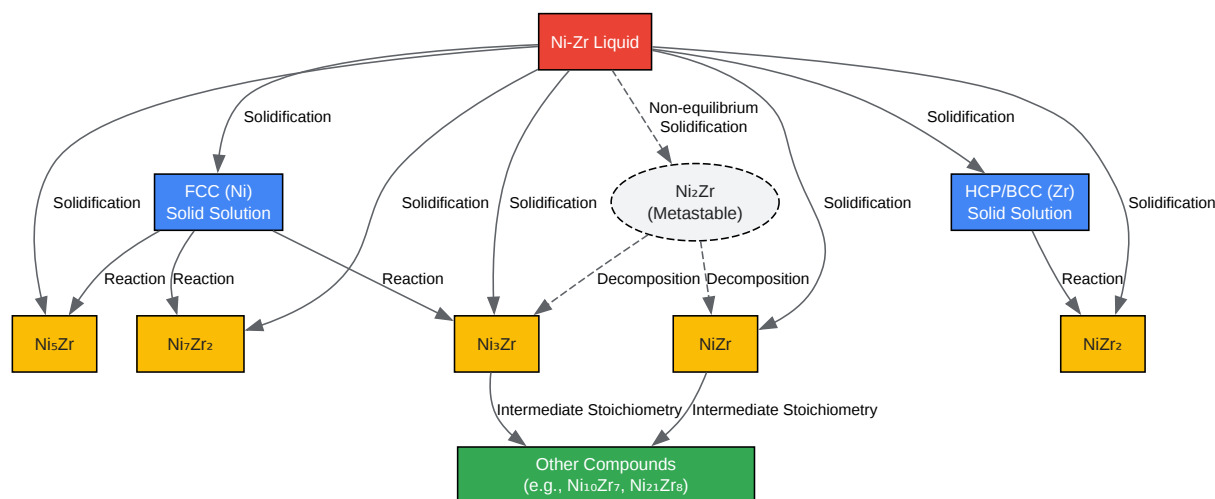 Ni-Zr Liquid
Non-equilibrium
Solidification
Solidification
Solidification
FCC (Ni)
Solid Solution
Ni₂Zr
(Metastable)
HCP/BCC (Zr)
Solid Solution
Solidification
Solidification
Solidification
Solidification
Solidification
Reaction
Reaction
Reaction
Decomposition
Decomposition
Reaction
Ni₅Zr
Ni₇Zr₂
Ni₃Zr
NiZr
NiZr₂
Intermediate Stoichiometry
Intermediate Stoichiometry
Other Compounds
(e.g., Ni₁₀Zr₇, Ni₂₁Zr₈)